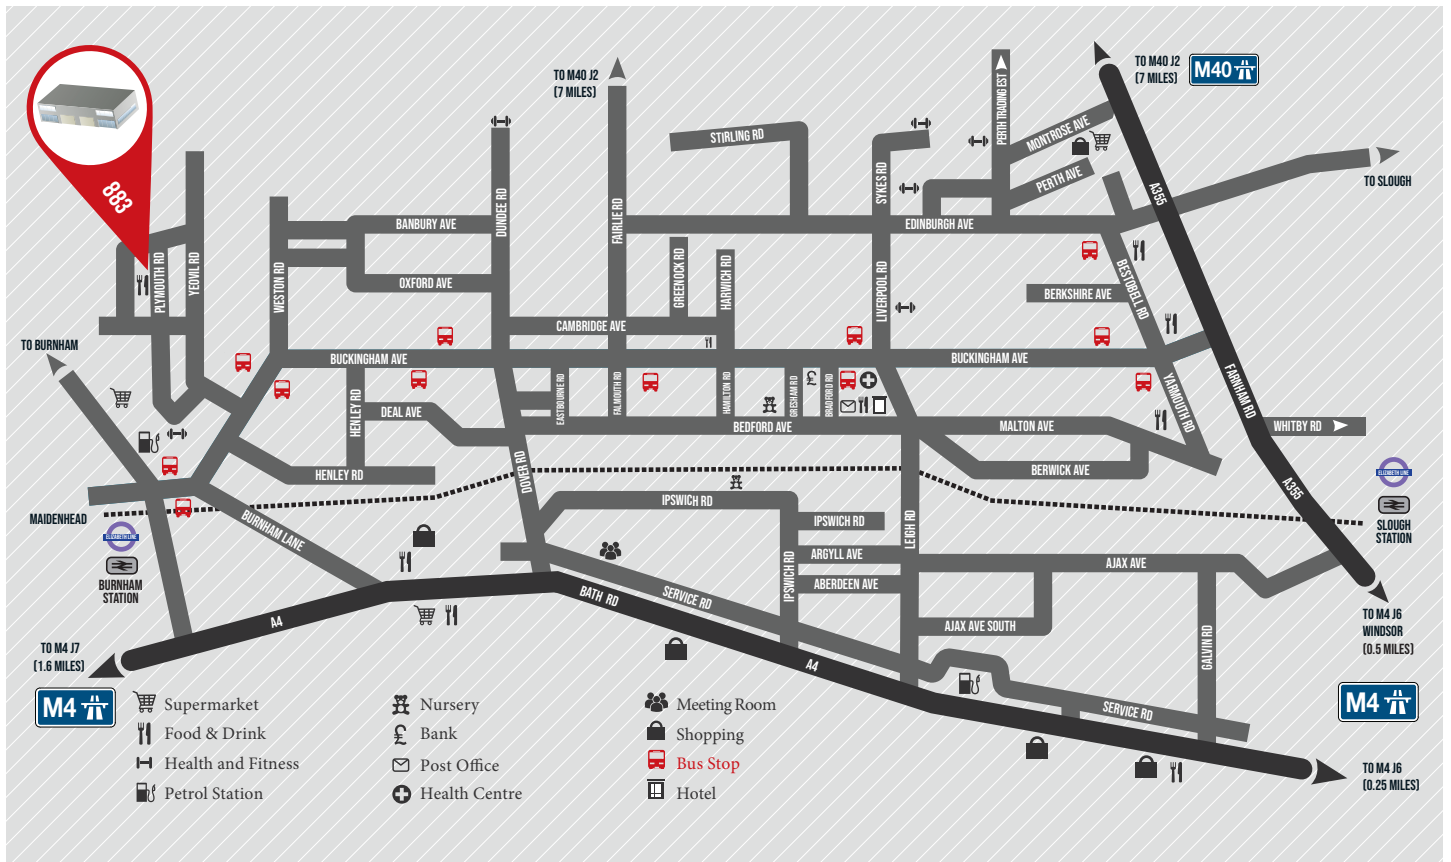 TO M40 J2
(7 MILES)
TO M40 J2
(7 MILES)
M40
883
PERTH TRADING EST
MONTROSE AVE
PERTH AVE
STIRLING RD
SYKES RD
A355
TO SLOUGH
DUNDEE RD
FAIRLIE RD
BANBURY AVE
EDINBURGH AVE
PLYMOUTH RD
YEOVIL RD
WESTON RD
OXFORD AVE
GREENOCK RD
HARWICH RD
LIVERPOOL RD
BESTOBELL RD
BERKSHIRE AVE
CAMBRIDGE AVE
TO BURNHAM
BUCKINGHAM AVE
BUCKINGHAM AVE
FARNHAM RD
YARMOUTH RD
HENLEY RD
DEAL AVE
EASTBOURNE RD
FALMOUTH RD
HAMILTON RD
GRESHAM RD
BRADFORD RD
BEDFORD AVE
MALTON AVE
WHITBY RD
HENLEY RD
DOVER RD
BERWICK AVE
A355
ELIZABETH LINE
SLOUGH
STATION
MAIDENHEAD
ELIZABETH LINE
BURNHAM
STATION
BURNHAM LANE
IPSWICH RD
IPSWICH RD
LEIGH RD
ARGYLL AVE
ABERDEEN AVE
IPSWICH RD
AJAX AVE
AJAX AVE SOUTH
GALVIN RD
SERVICE RD
BATH RD
A4
A4
SERVICE RD
TO M4 J6
WINDSOR
(0.5 MILES)
TO M4 J7
(1.6 MILES)
M4
M4
TO M4 J6
(0.25 MILES)
Supermarket
Food & Drink
Health and Fitness
Petrol Station
Nursery
Bank
Post Office
Health Centre
Meeting Room
Shopping
Bus Stop
Hotel